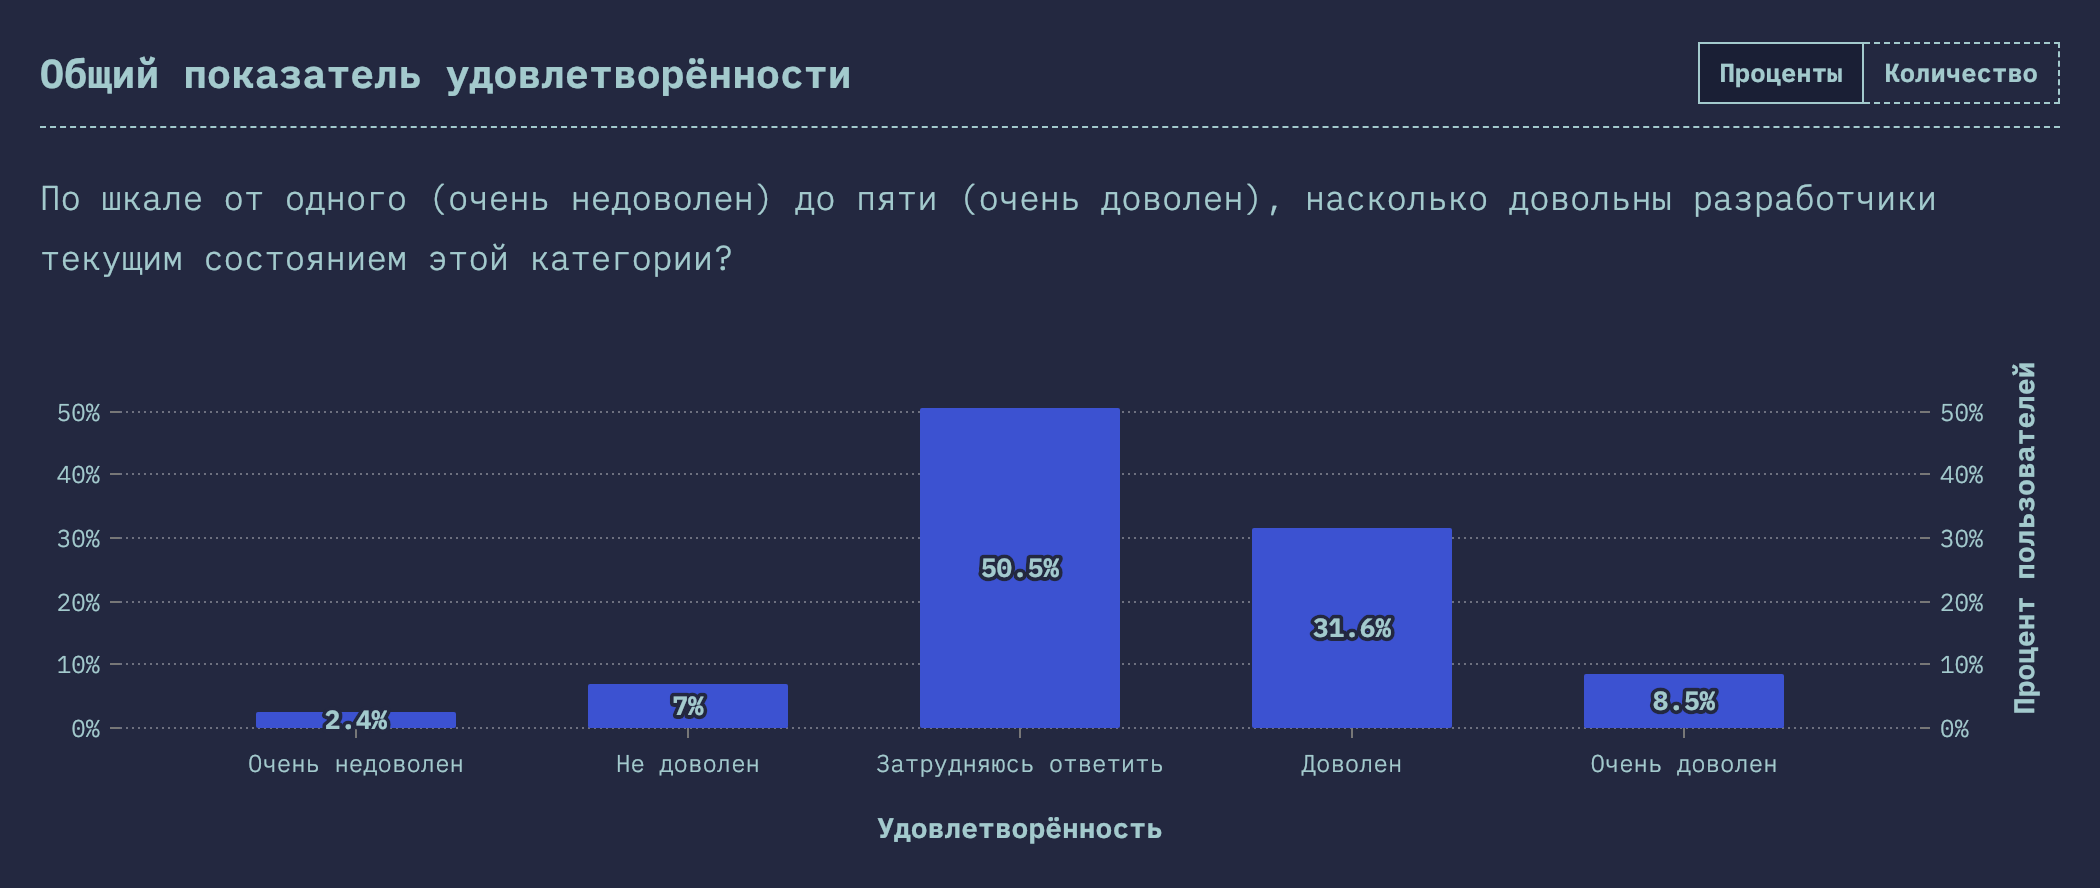 Общий показатель удовлетворённости
Проценты
Количество
По шкале от одного (очень недоволен) до пяти (очень доволен), насколько довольны разработчики
текущим состоянием этой категории?
50%
40%
30%
20%
10%
0%
50%
40%
30%
20%
10%
0%
Процент пользователей
2.4%
7%
50.5%
31.6%
8.5%
Очень недоволен
Не доволен
Затрудняюсь ответить
Доволен
Очень доволен
Удовлетворённость